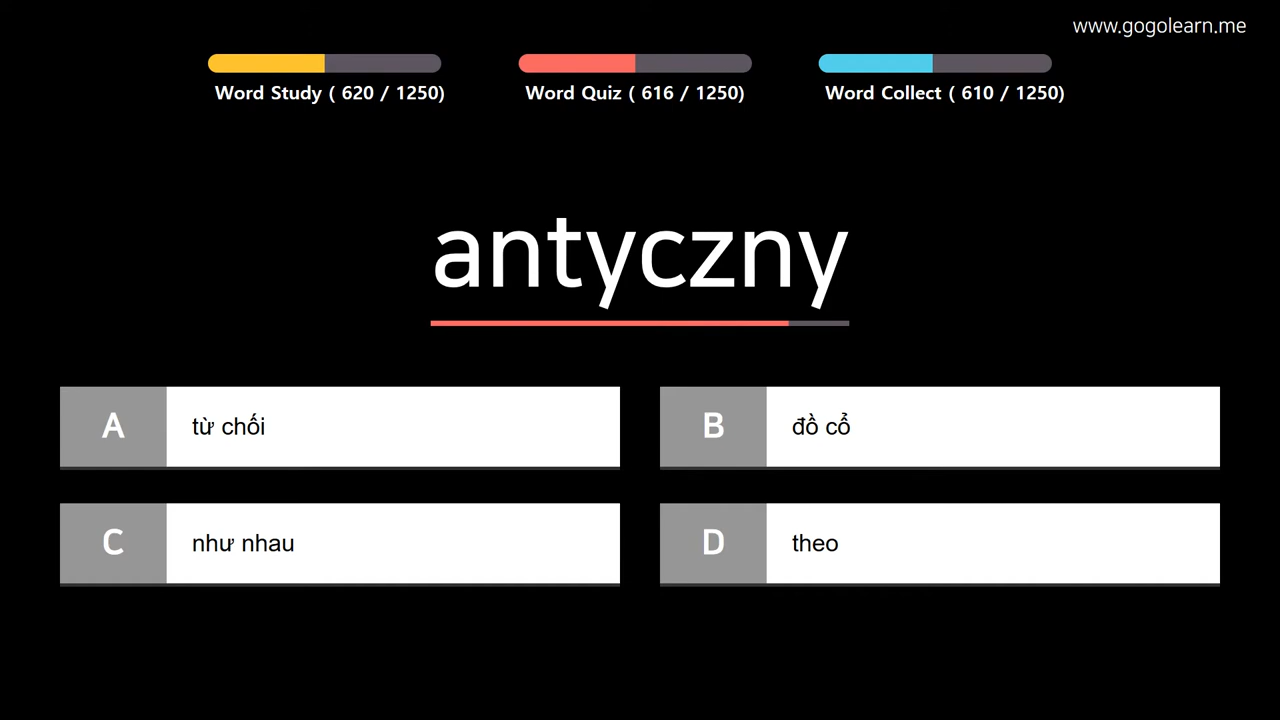 www.gogolearn.me
Word Study ( 620 / 1250)
Word Quiz ( 616 / 1250)
Word Collect ( 610 / 1250)
antyczny
A từ chối
B đồ cổ
C như nhau
D theo